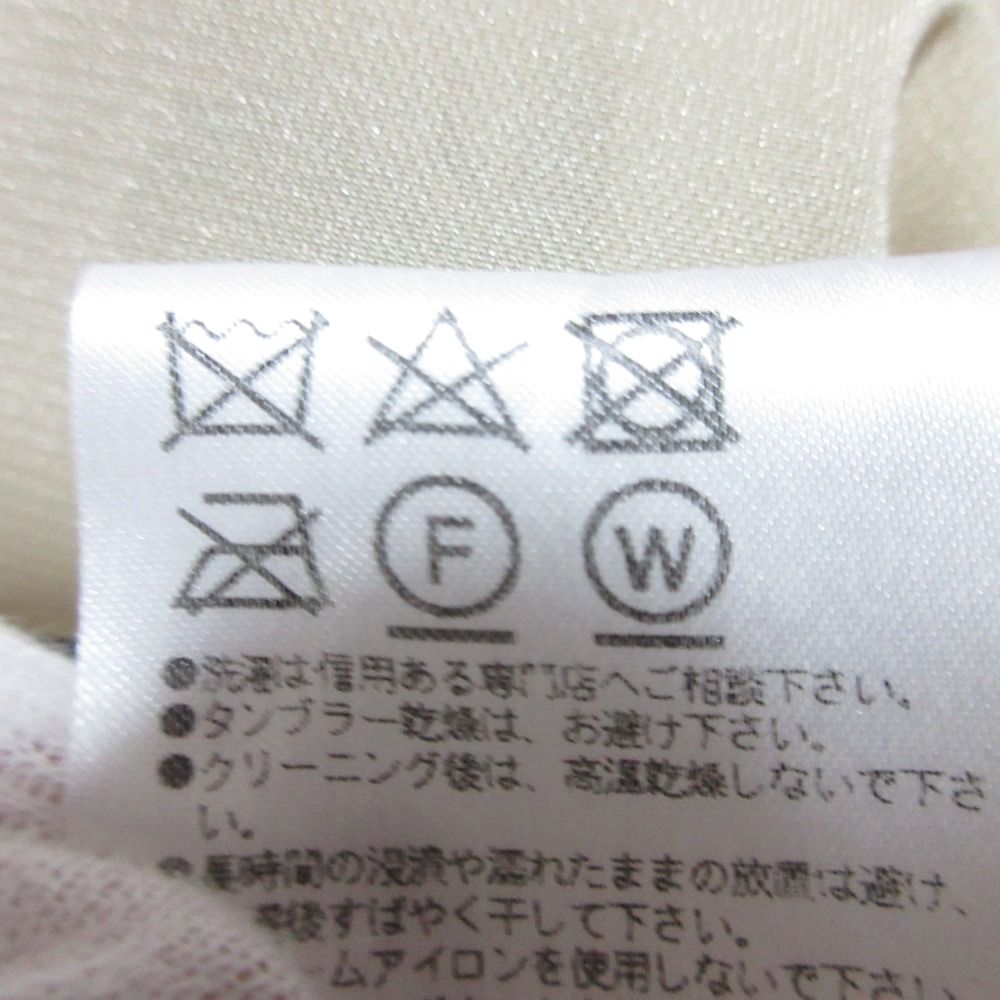 F W
●洗濯は信用ある専門店へご相談下さい。
●タンブラー乾燥は、お避け下さい。
●クリーニング後は、高温乾燥しないで下さ
い。
●長時間の浸漬や濡れたままの放置は避け、
後すばやく干して下さい。
ムアイロンを使用しないで下さい